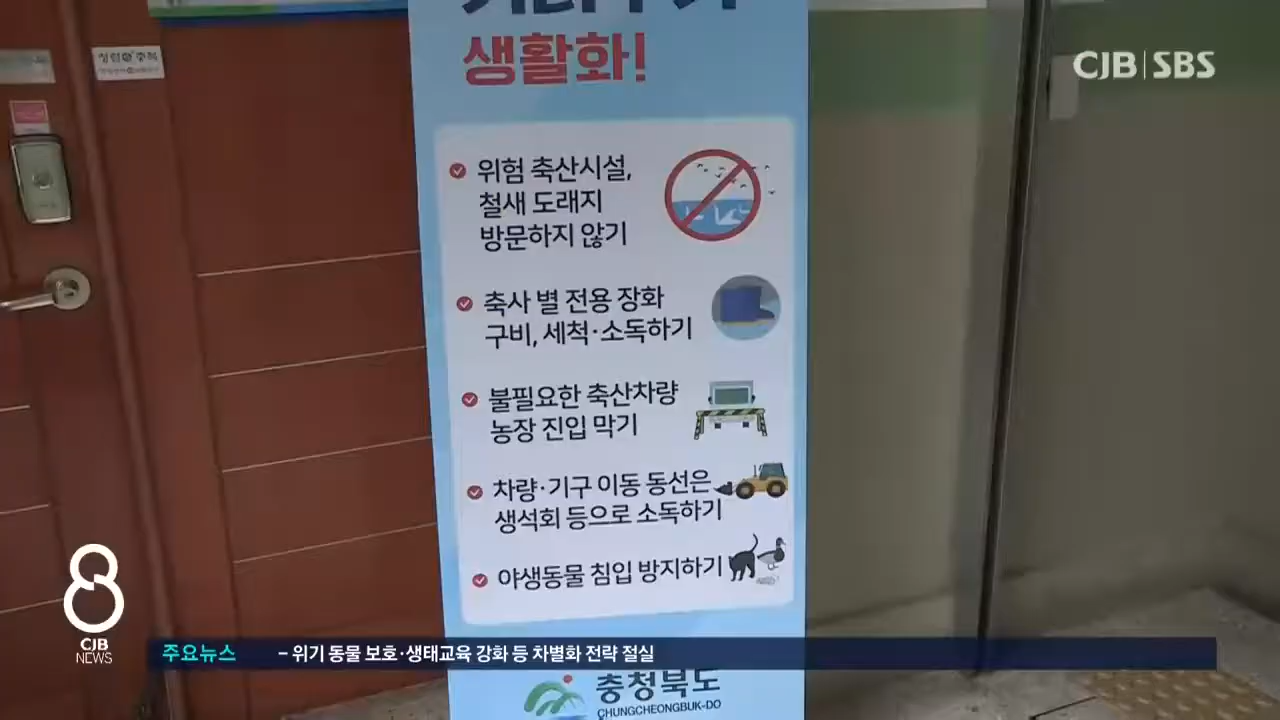 생활화!
CJB SBS
위험 축산시설,
철새 도래지
방문하지 않기
축사 별 전용 장화
구비, 세척·소독하기
불필요한 축산차량
농장 진입 막기
차량·기구 이동 동선은
생석회 등으로 소독하기
야생동물 침입 방지하기
8
CJB
NEWS
주요뉴스 - 위기 동물 보호·생태교육 강화 등 차별화 전략 절실
충청북도
CHUNGCHEONGBUK-DO